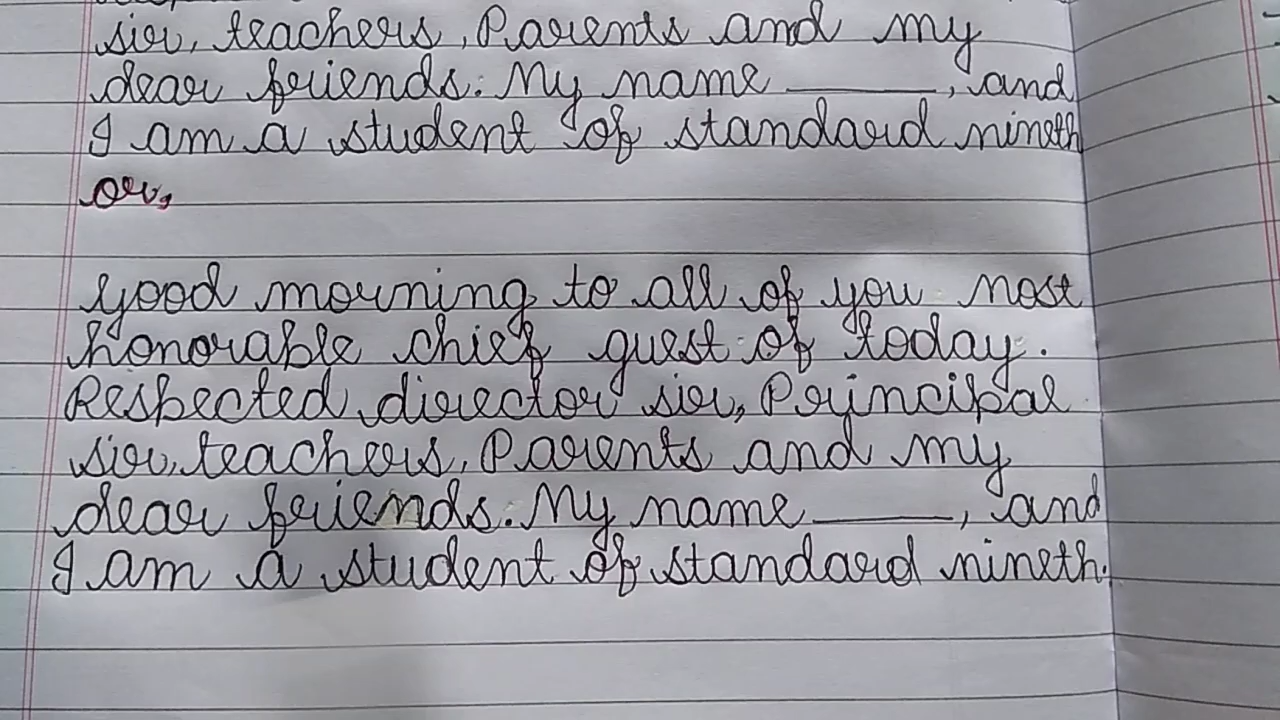 sir, teachers, Parents and my
dear friends. My name ______, and
I am a student of standard nineth
or,
Good morning to all of you most
honorable chief guest of today.
Respected director sir, Principal
sir, teachers, Parents and my
dear friends. My name ______, and
I am a student of standard nineth.